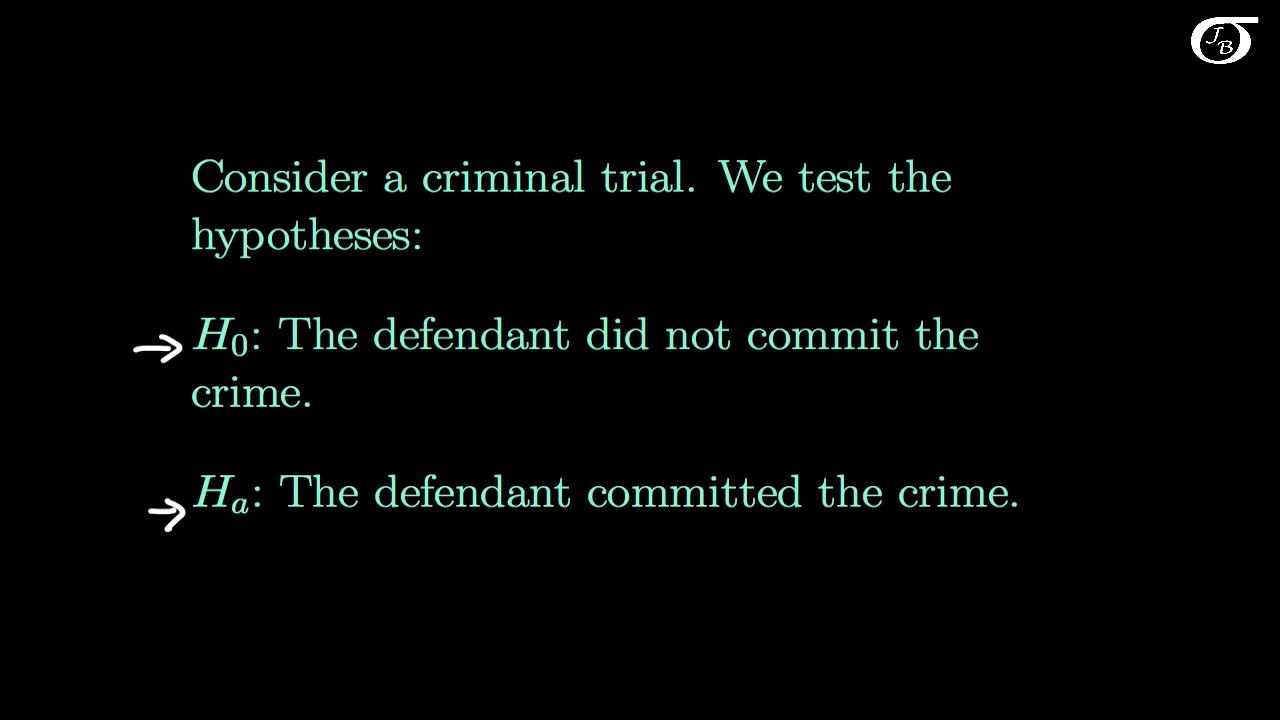 JB
Consider a criminal trial. We test the
hypotheses:
H₀: The defendant did not commit the
crime.
Hₐ: The defendant committed the crime.